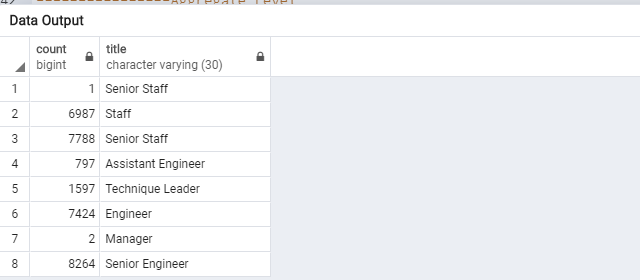 Data Output
count title
bigint character varying (30)
1 1 Senior Staff
2 6987 Staff
3 7788 Senior Staff
4 797 Assistant Engineer
5 1597 Technique Leader
6 7424 Engineer
7 2 Manager
8 8264 Senior Engineer